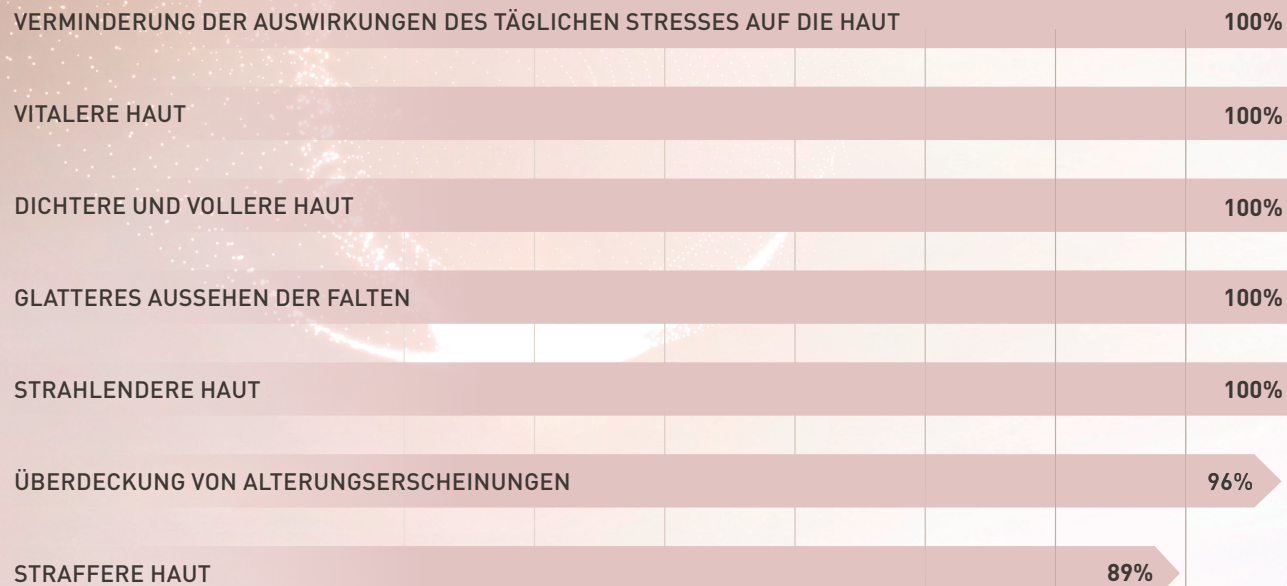 VERMINDERUNG DER AUSWIRKUNGEN DES TÄGLICHEN STRESSES AUF DIE HAUT 100%
VITALERE HAUT 100%
DICHTERE UND VOLLERE HAUT 100%
GLATTERES AUSSEHEN DER FALTEN 100%
STRAHLENDERE HAUT 100%
ÜBERDECKUNG VON ALTERUNGSERSCHEINUNGEN 96%
STRAFFERE HAUT 89%